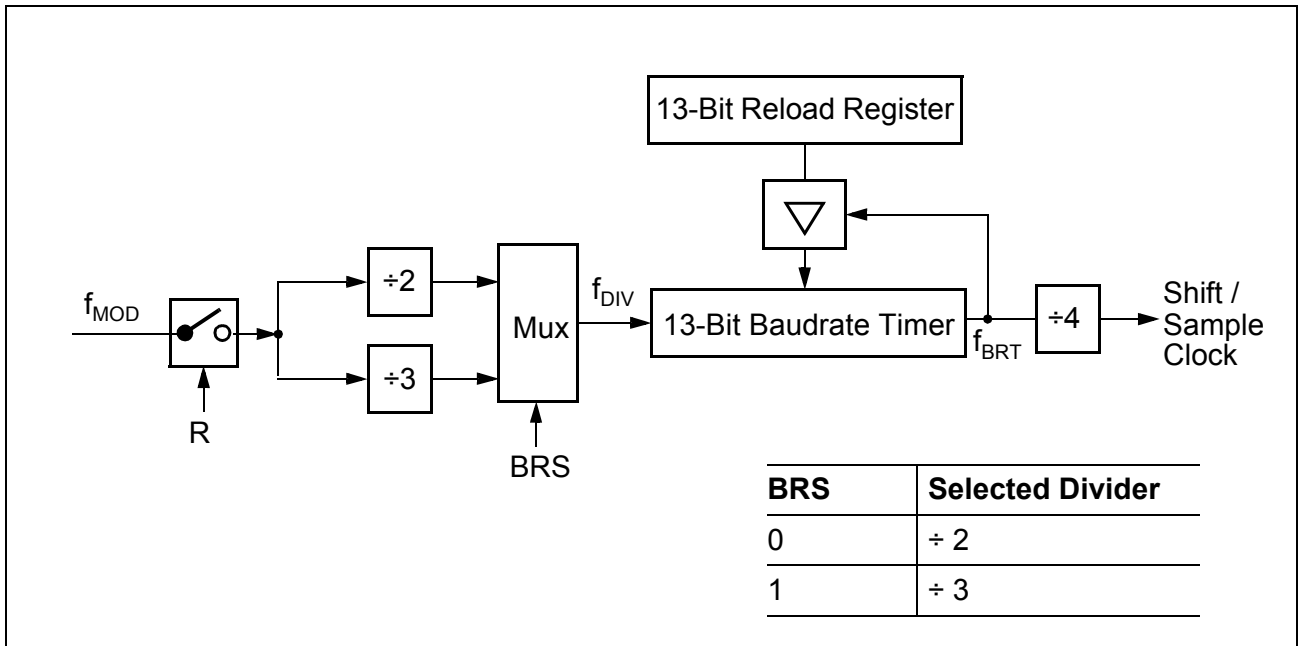 13-Bit Reload Register
f_MOD
R
÷2
÷3
Mux
BRS
f_DIV
13-Bit Baudrate Timer
f_BRT
÷4
Shift /
Sample
Clock
BRS Selected Divider
0 ÷ 2
1 ÷ 3